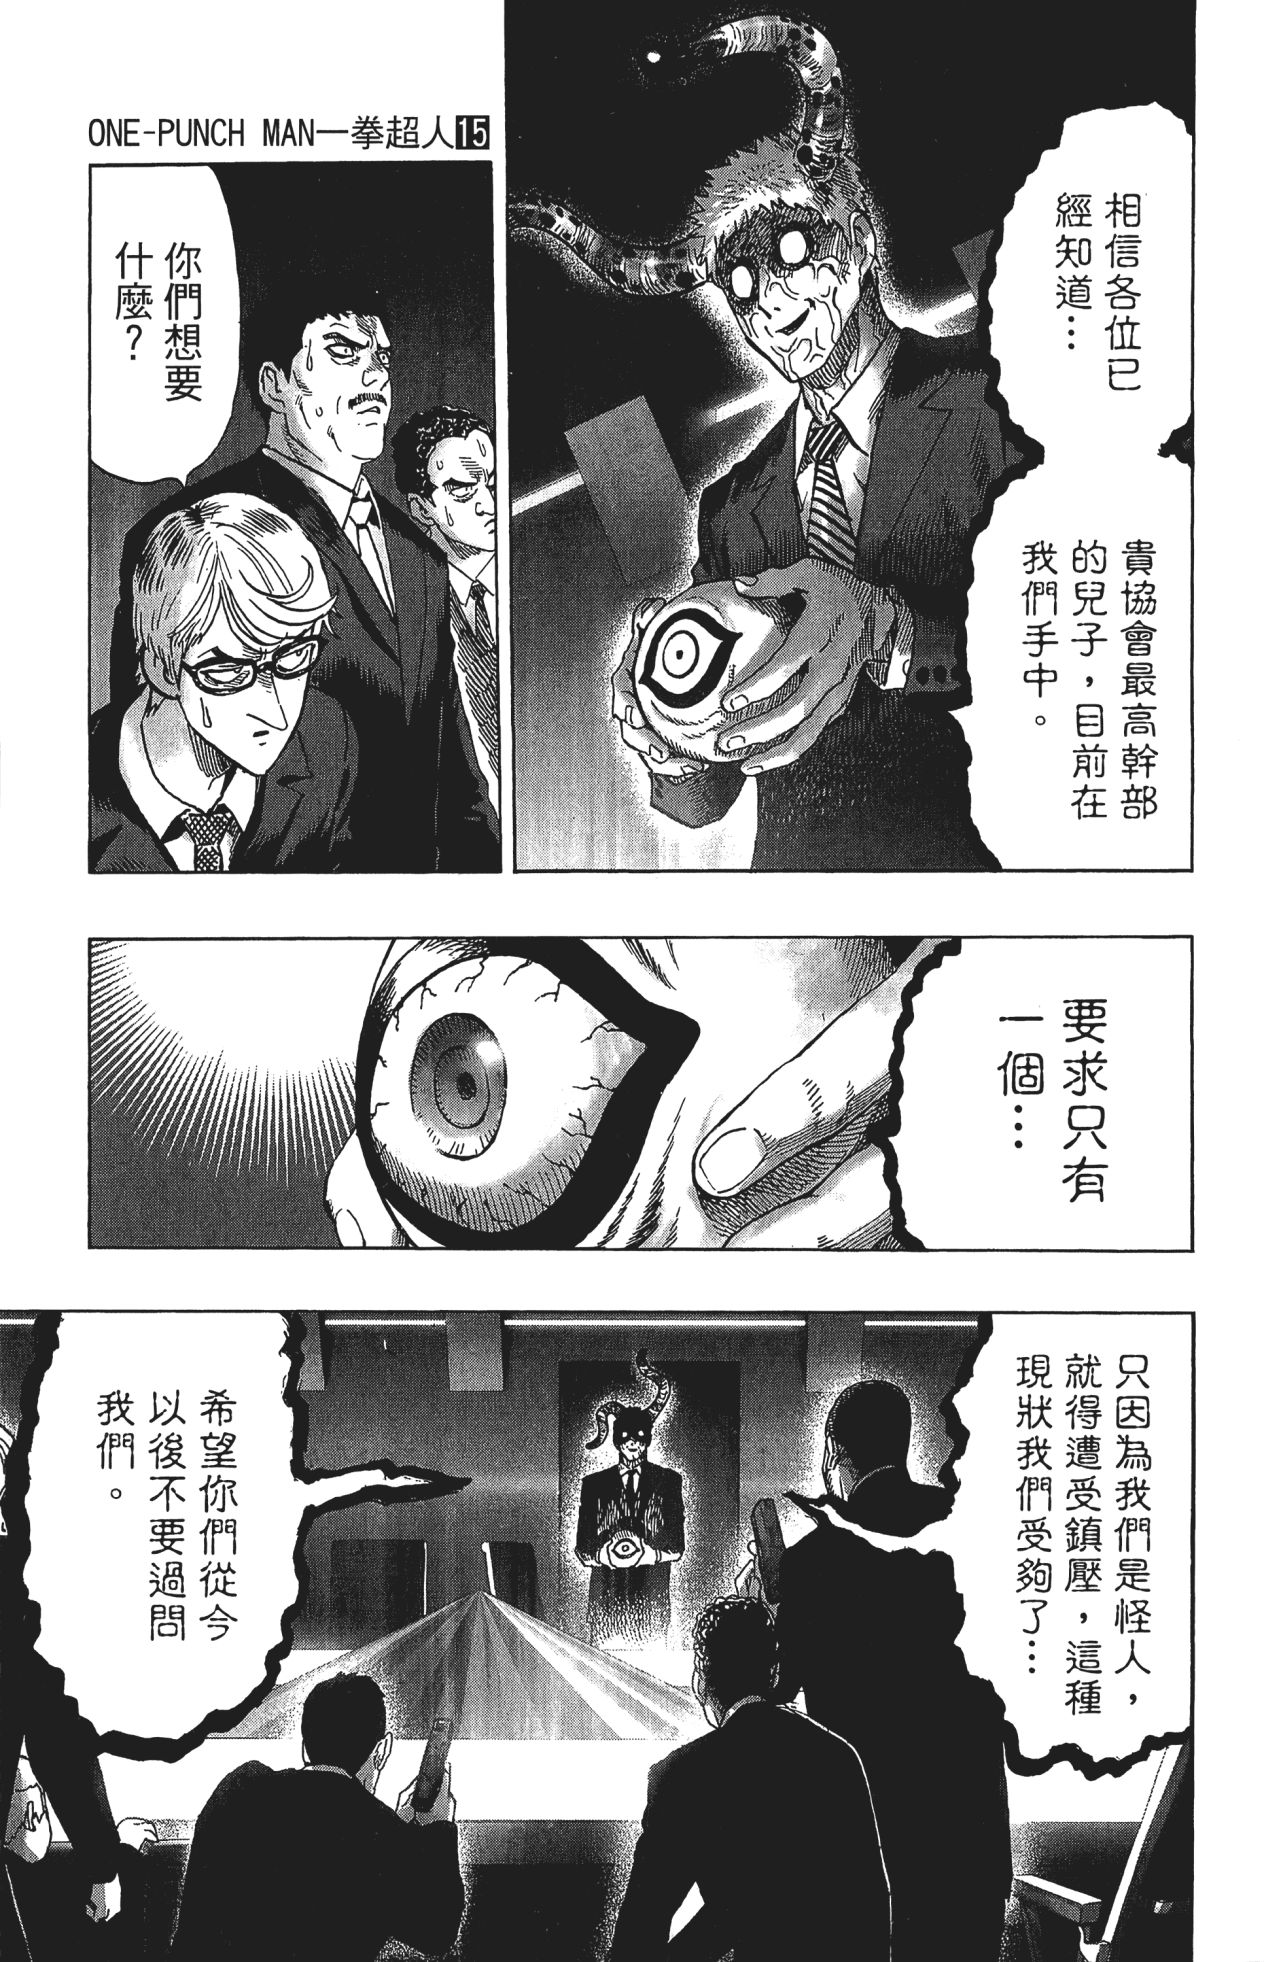 ONE-PUNCH MAN一拳超人15
相信各位已
經知道…
貴協會最高幹部
的兒子，目前在
我們手中。
你們想要
什麼？
要求只有
一個…
只因為我們是怪人，
就得遭受鎮壓，這種
現狀我們受夠了…
希望你們從今
以後不要過問
我們。